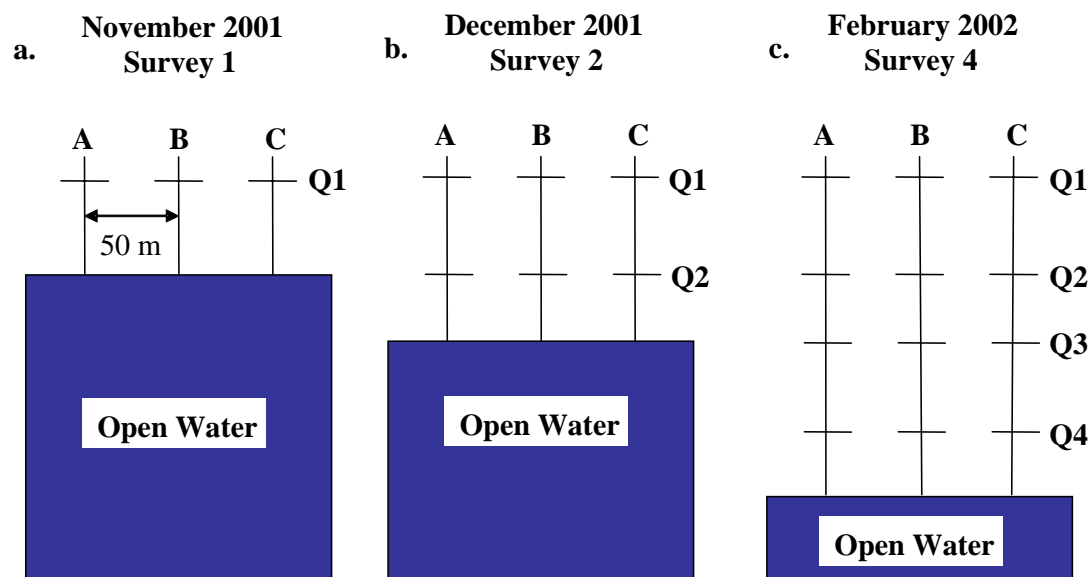 a.
November 2001
Survey 1
A
B
C
Q1
50 m
Open Water
b.
December 2001
Survey 2
A
B
C
Q1
Q2
Open Water
c.
February 2002
Survey 4
A
B
C
Q1
Q2
Q3
Q4
Open Water